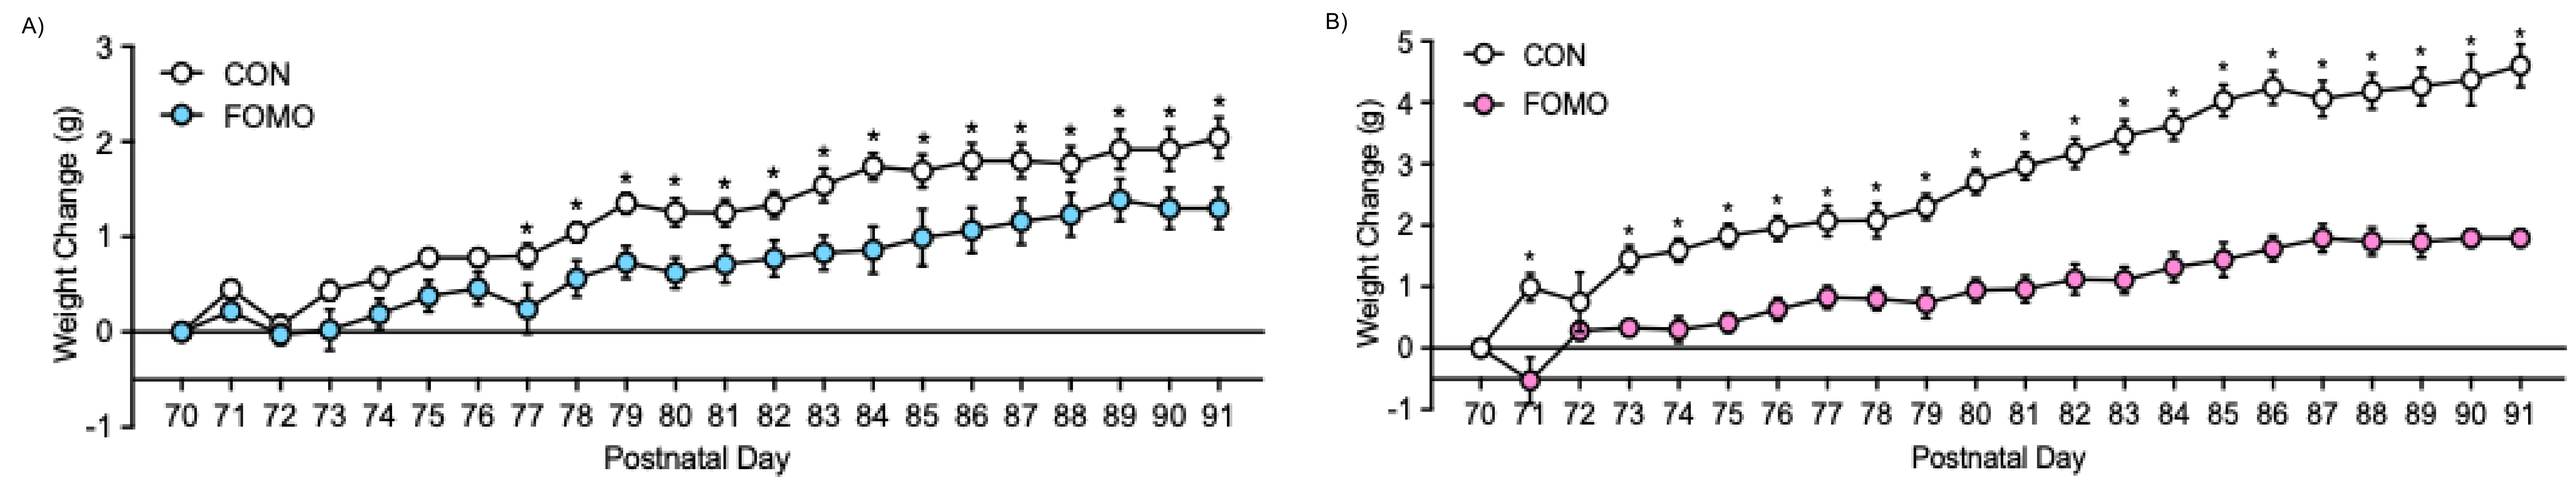 A)
3
2
1
0
-1
Weight Change (g)
CON
FOMO
* * * * * * * * * * * * * * *
70 71 72 73 74 75 76 77 78 79 80 81 82 83 84 85 86 87 88 89 90 91
Postnatal Day
B)
5
4
3
2
1
0
-1
Weight Change (g)
CON
FOMO
* * * * * * * * * * * * * * * * * * * *
70 71 72 73 74 75 76 77 78 79 80 81 82 83 84 85 86 87 88 89 90 91
Postnatal Day